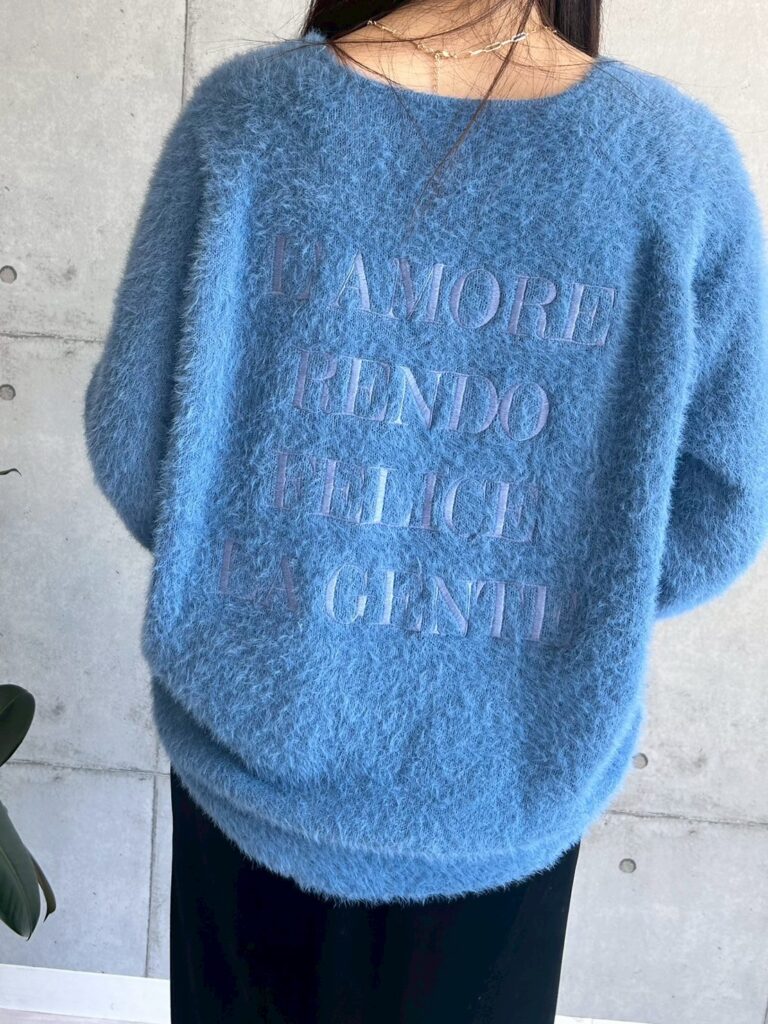 L'AMORE
RENDO
FELICE
LA GENTE